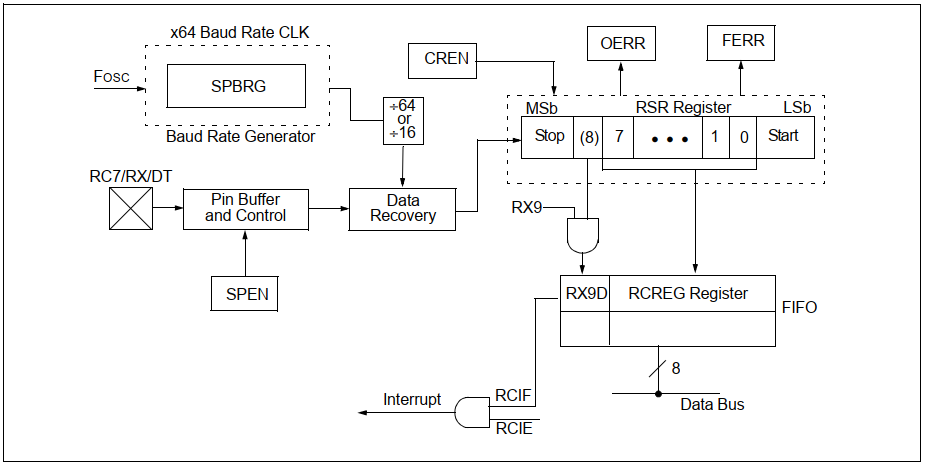 x64 Baud Rate CLK
FOSC
SPBRG
Baud Rate Generator
÷64
or
÷16
CREN
OERR
FERR
MSb
RSR Register
LSb
Stop
(8)
7
• • •
1
0
Start
RC7/RX/DT
Pin Buffer
and Control
Data
Recovery
SPEN
RX9
RX9D
RCREG Register
FIFO
8
Data Bus
Interrupt
RCIF
RCIE